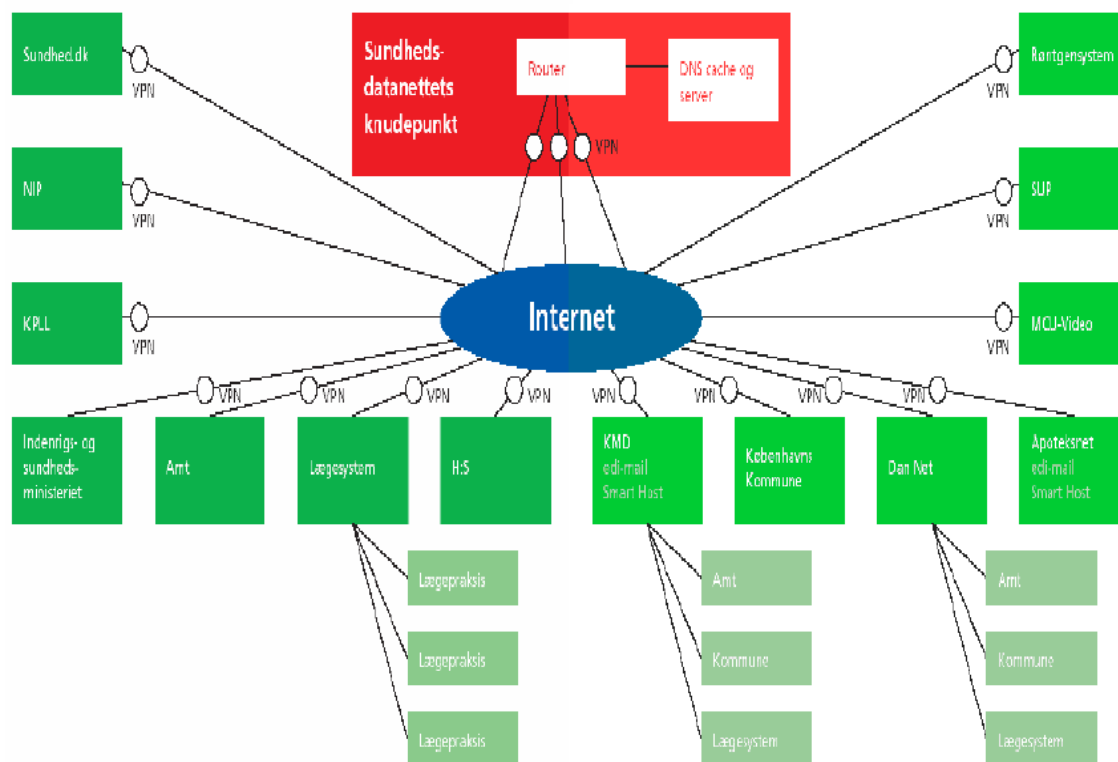 Sundhed.dk
VPN
Sundheds-
datanettets
knudepunkt
Router
DNS cache og
server
VPN
Røntgensystem
VPN
NIP
VPN
SUP
VPN
KPLL
VPN
Internet
MCU-Video
VPN
VPN
VPN
VPN
VPN
VPN
VPN
VPN
VPN
Indenrigs- og
sundheds-
ministeriet
Amt
Lægesystem
H:S
KMD
edi-mail
Smart Host
Københavns
Kommune
Dan Net
Apoteksnet
edi-mail
Smart Host
Lægepraksis
Lægepraksis
Lægepraksis
Amt
Kommune
Lægesystem
Amt
Kommune
Lægesystem